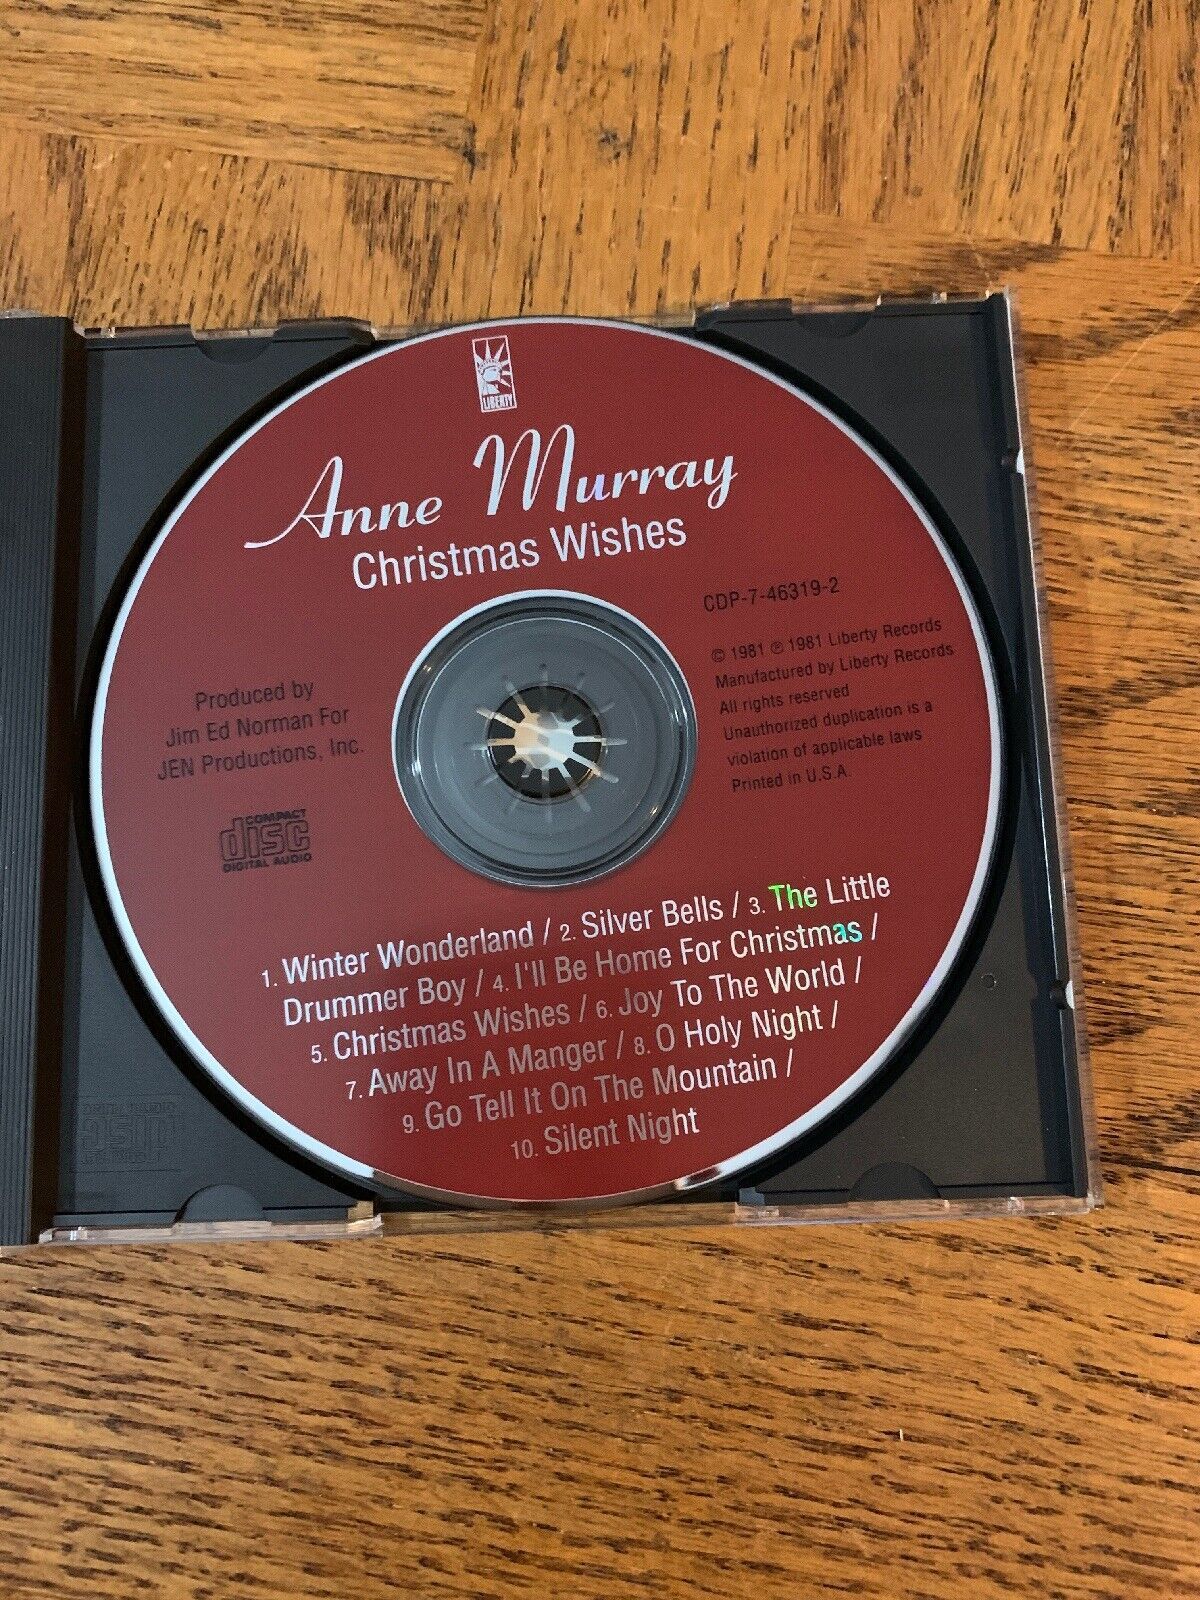 LIBERTY
Anne Murray
Christmas Wishes
CDP-7-46319-2
© 1981 ℗ 1981 Liberty Records
Manufactured by Liberty Records
All rights reserved
Unauthorized duplication is a
violation of applicable laws
Printed in U.S.A.
Produced by
Jim Ed Norman For
JEN Productions, Inc.
COMPACT
disc
DIGITAL AUDIO
1. Winter Wonderland / 2. Silver Bells / 3. The Little
Drummer Boy / 4. I'll Be Home For Christmas /
5. Christmas Wishes / 6. Joy To The World /
7. Away In A Manger / 8. O Holy Night /
9. Go Tell It On The Mountain /
10. Silent Night